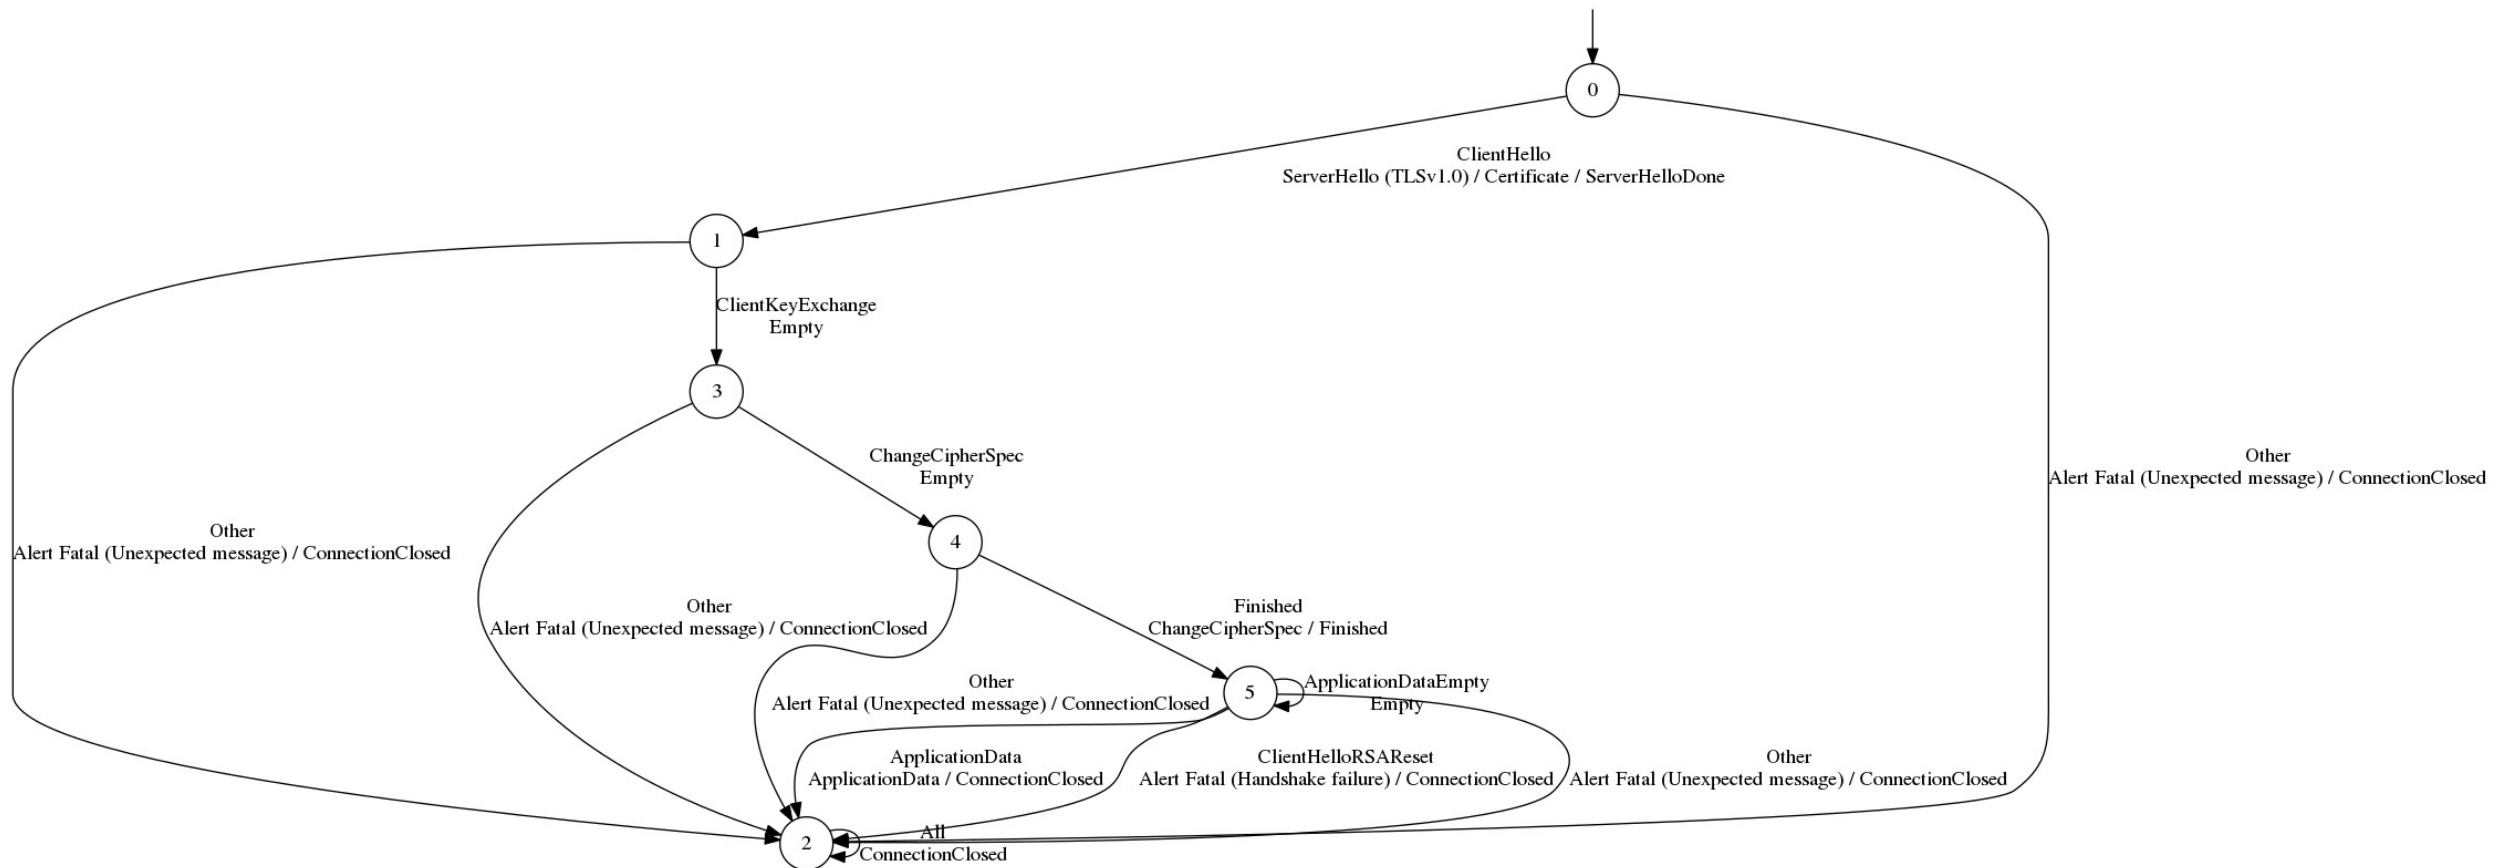 0
ClientHello
ServerHello (TLSv1.0) / Certificate / ServerHelloDone
1
ClientKeyExchange
Empty
3
ChangeCipherSpec
Empty
Other
Alert Fatal (Unexpected message) / ConnectionClosed
Other
Alert Fatal (Unexpected message) / ConnectionClosed
4
Other
Alert Fatal (Unexpected message) / ConnectionClosed
Finished
ChangeCipherSpec / Finished
Other
Alert Fatal (Unexpected message) / ConnectionClosed
5
ApplicationDataEmpty
Empty
ApplicationData
ApplicationData / ConnectionClosed
ClientHelloRSAReset
Alert Fatal (Handshake failure) / ConnectionClosed
Other
Alert Fatal (Unexpected message) / ConnectionClosed
2
All
ConnectionClosed